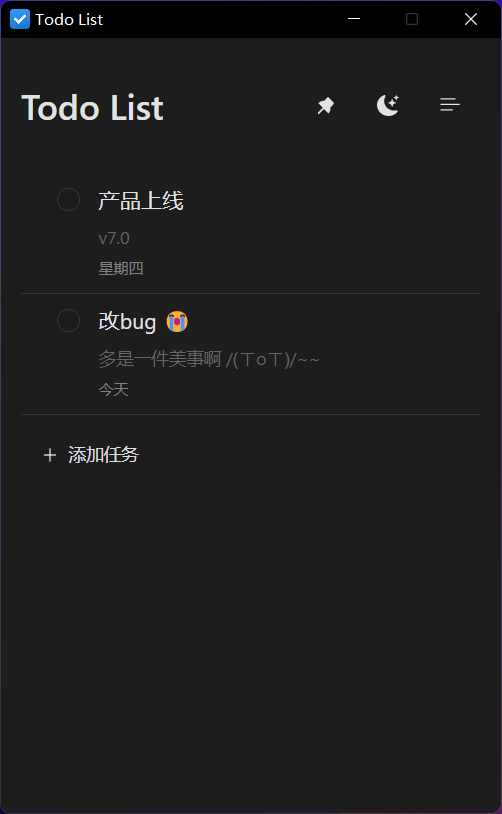 Todo List
Todo List
产品上线
v7.0
星期四
改bug 😭
多是一件美事啊 /(ㄒoㄒ)/~~
今天
添加任务